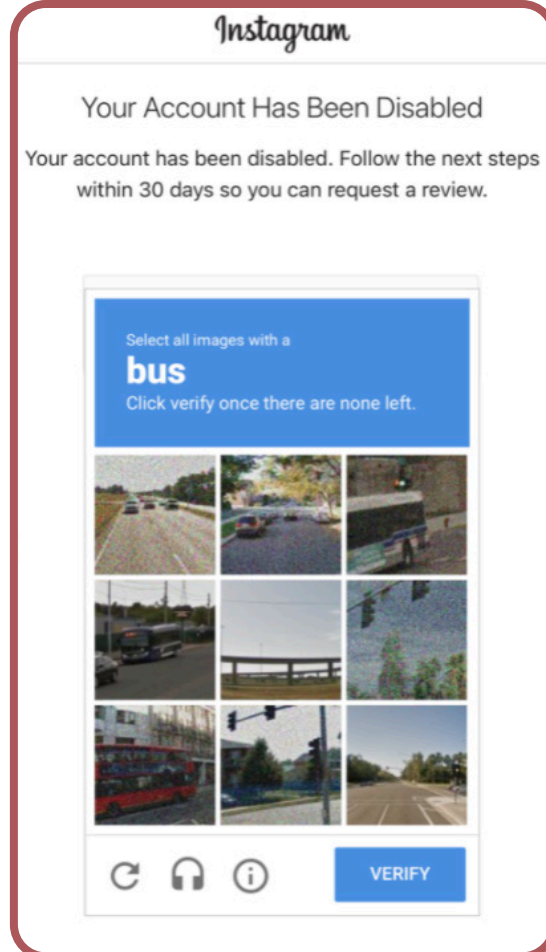 Instagram
Your Account Has Been Disabled
Your account has been disabled. Follow the next steps
within 30 days so you can request a review.
Select all images with a
bus
Click verify once there are none left.
VERIFY